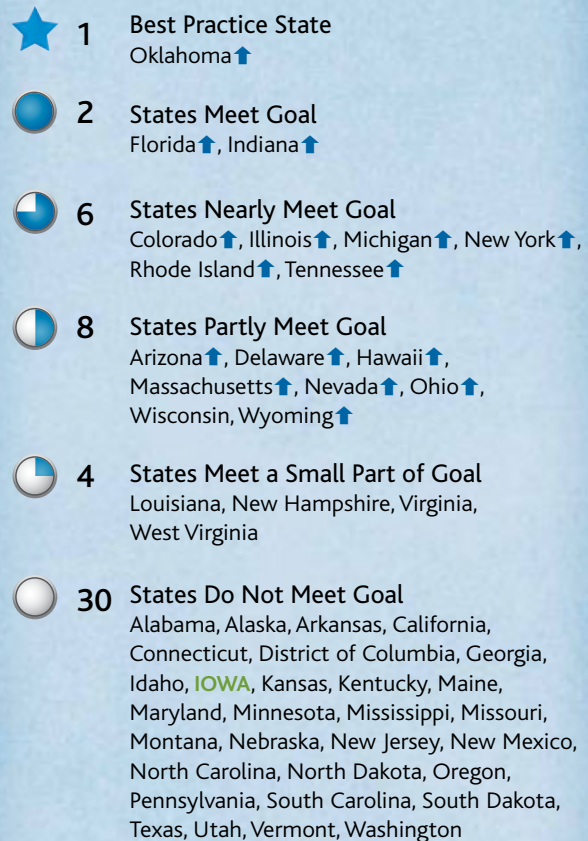 1 Best Practice State
Oklahoma⬆
2 States Meet Goal
Florida⬆, Indiana⬆
6 States Nearly Meet Goal
Colorado⬆, Illinois⬆, Michigan⬆, New York⬆,
Rhode Island⬆, Tennessee⬆
8 States Partly Meet Goal
Arizona⬆, Delaware⬆, Hawaii⬆,
Massachusetts⬆, Nevada⬆, Ohio⬆,
Wisconsin, Wyoming⬆
4 States Meet a Small Part of Goal
Louisiana, New Hampshire, Virginia,
West Virginia
30 States Do Not Meet Goal
Alabama, Alaska, Arkansas, California,
Connecticut, District of Columbia, Georgia,
Idaho, IOWA, Kansas, Kentucky, Maine,
Maryland, Minnesota, Mississippi, Missouri,
Montana, Nebraska, New Jersey, New Mexico,
North Carolina, North Dakota, Oregon,
Pennsylvania, South Carolina, South Dakota,
Texas, Utah, Vermont, Washington